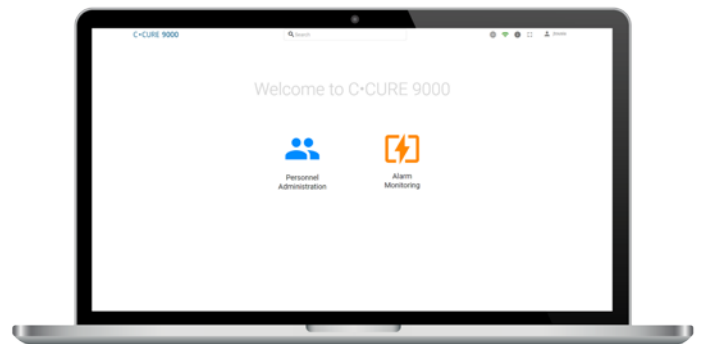 C•CURE 9000
Search
Welcome to C•CURE 9000
Personnel
Administration
Alarm
Monitoring